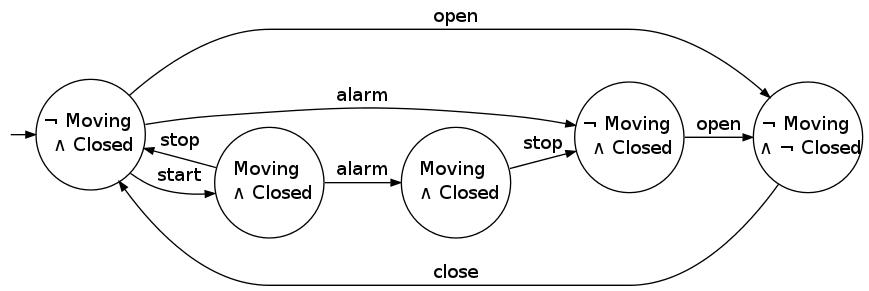 open
alarm
¬ Moving
∧ Closed
stop
start
Moving
∧ Closed
alarm
Moving
∧ Closed
stop
¬ Moving
∧ Closed
open
¬ Moving
∧ ¬ Closed
close